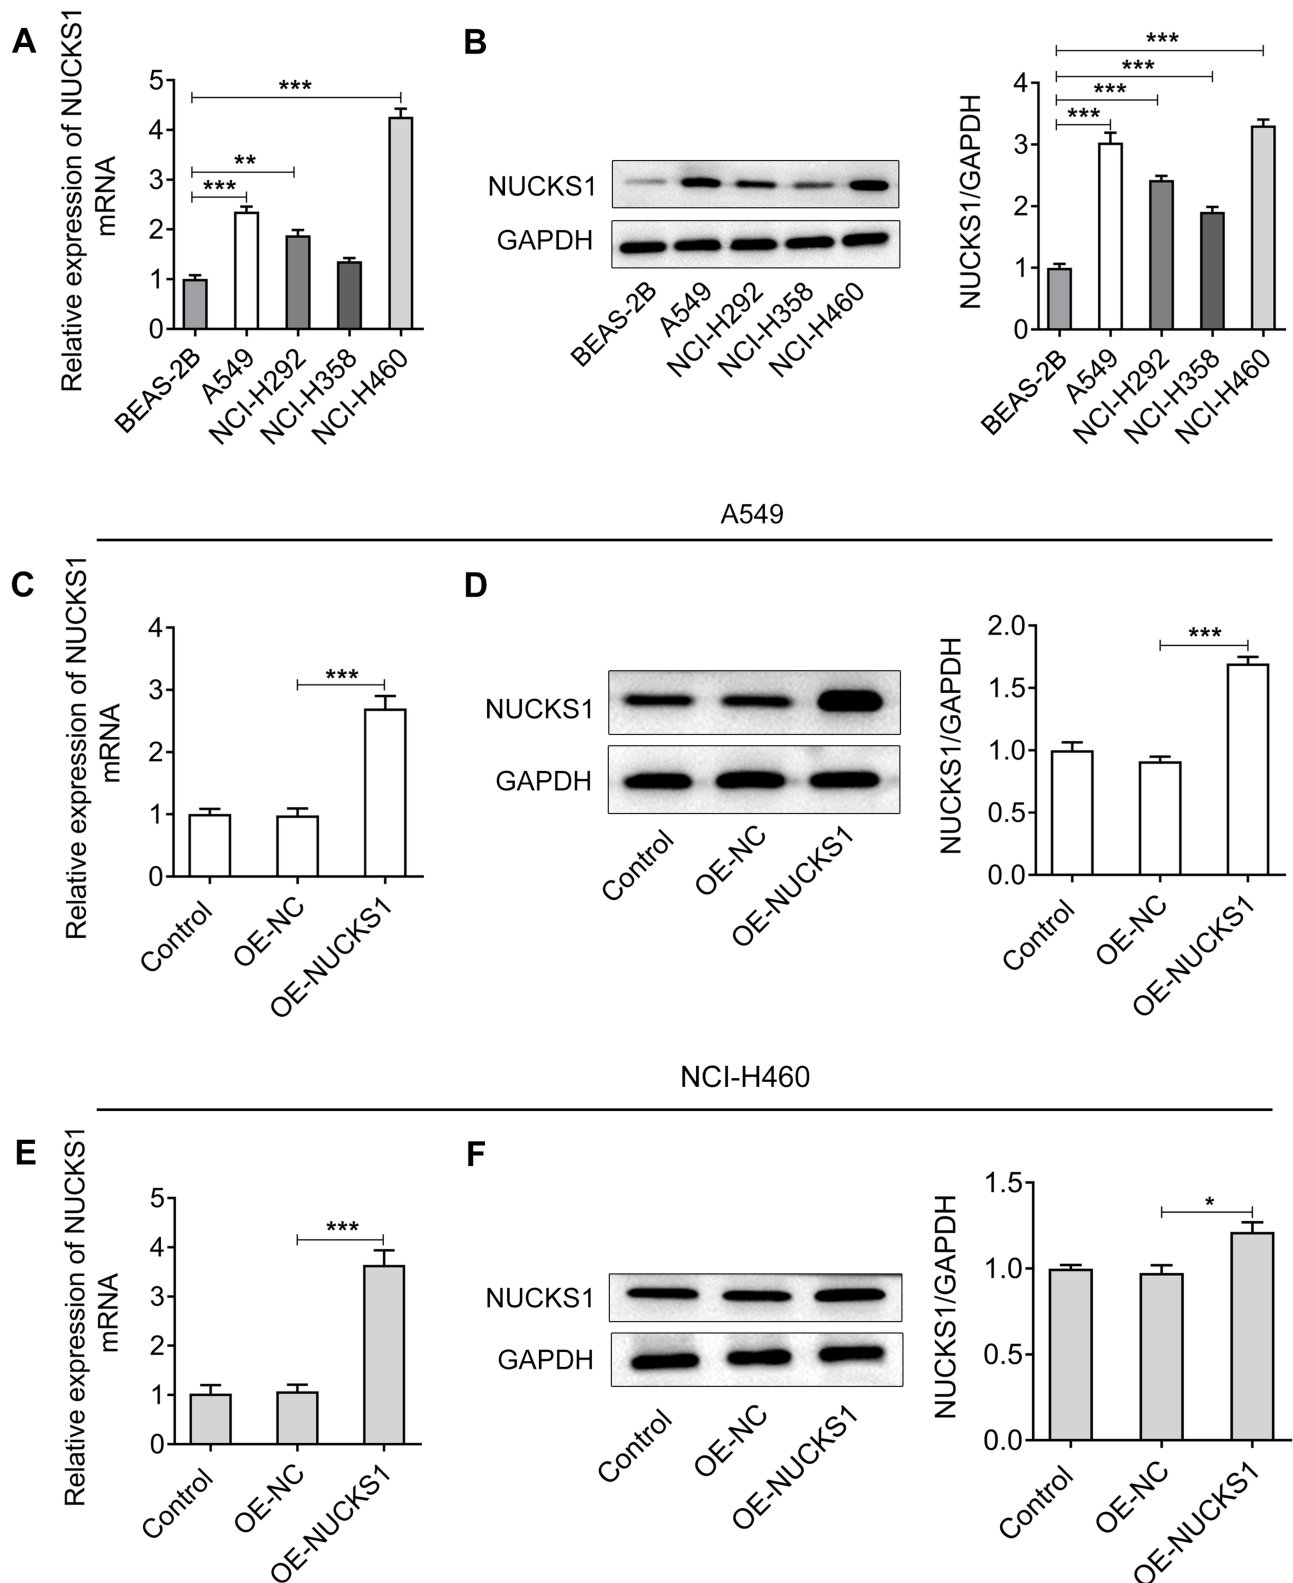 A
Relative expression of NUCKS1
mRNA
5
4
3
2
1
0
***
**
***
BEAS-2B
A549
NCI-H292
NCI-H358
NCI-H460
B
NUCKS1
GAPDH
BEAS-2B
A549
NCI-H292
NCI-H358
NCI-H460
NUCKS1/GAPDH
4
3
2
1
0
***
***
***
***
BEAS-2B
A549
NCI-H292
NCI-H358
NCI-H460
A549
C
Relative expression of NUCKS1
mRNA
4
3
2
1
0
***
Control
OE-NC
OE-NUCKS1
D
NUCKS1
GAPDH
Control
OE-NC
OE-NUCKS1
NUCKS1/GAPDH
2.0
1.5
1.0
0.5
0.0
***
Control
OE-NC
OE-NUCKS1
NCI-H460
E
Relative expression of NUCKS1
mRNA
5
4
3
2
1
0
***
Control
OE-NC
OE-NUCKS1
F
NUCKS1
GAPDH
Control
OE-NC
OE-NUCKS1
NUCKS1/GAPDH
1.5
1.0
0.5
0.0
*
Control
OE-NC
OE-NUCKS1